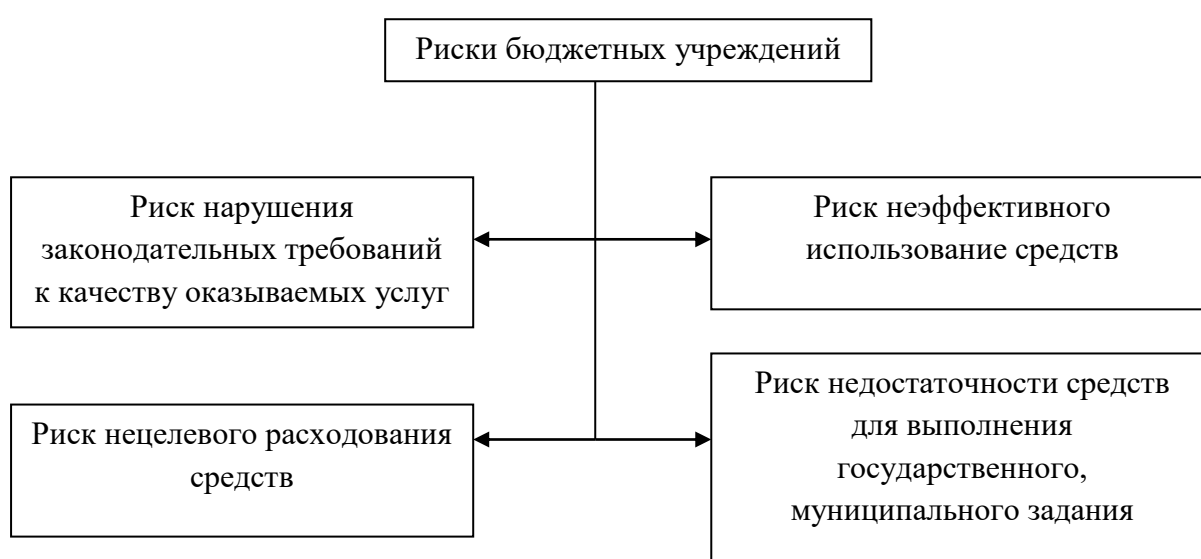 Риски бюджетных учреждений
Риск нарушения
законодательных требований
к качеству оказываемых услуг
Риск неэффективного
использование средств
Риск нецелевого расходования
средств
Риск недостаточности средств
для выполнения
государственного,
муниципального задания